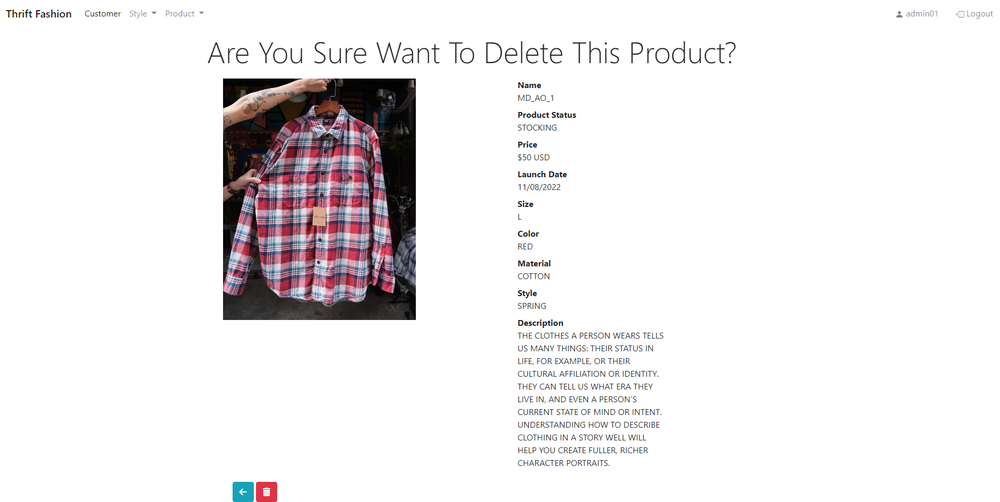 Thrift Fashion Customer Style Product admin01 Logout
Are You Sure Want To Delete This Product?
Name
MD_AO_1
Product Status
STOCKING
Price
$50 USD
Launch Date
11/08/2022
Size
L
Color
RED
Material
COTTON
Style
SPRING
Description
THE CLOTHES A PERSON WEARS TELLS
US MANY THINGS: THEIR STATUS IN
LIFE, FOR EXAMPLE, OR THEIR
CULTURAL AFFILIATION OR IDENTITY.
THEY CAN TELL US WHAT ERA THEY
LIVE IN, AND EVEN A PERSON'S
CURRENT STATE OF MIND OR INTENT.
UNDERSTANDING HOW TO DESCRIBE
CLOTHING IN A STORY WELL WILL
HELP YOU CREATE FULLER, RICHER
CHARACTER PORTRAITS.